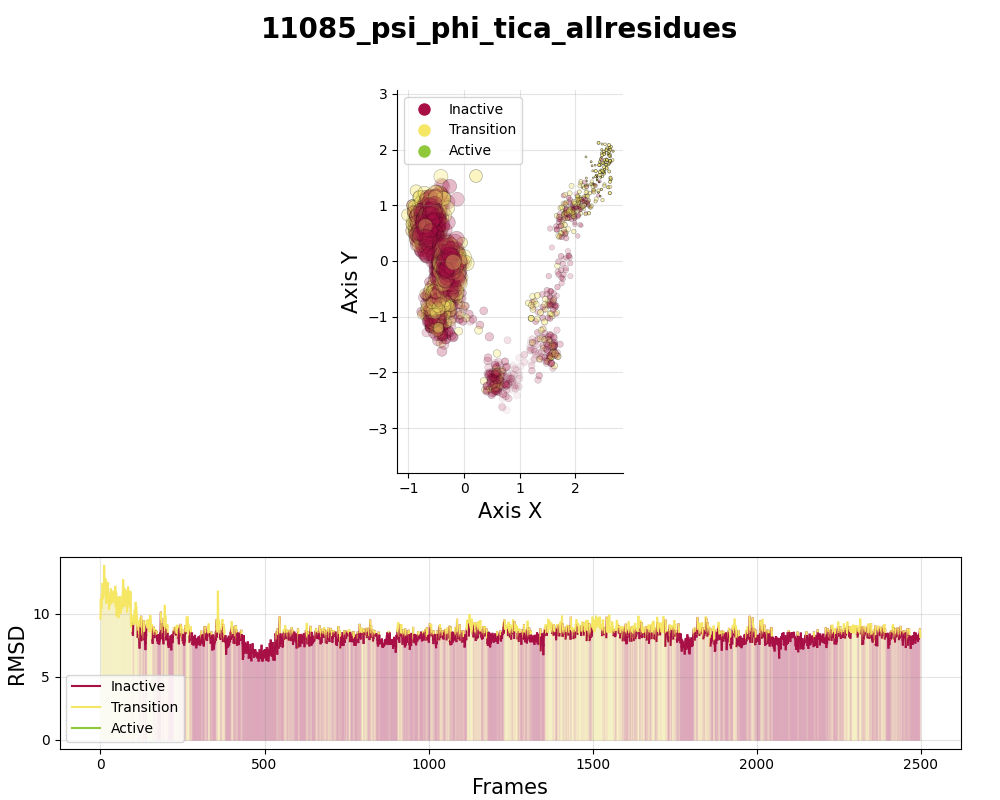 11085_psi_phi_tica_allresidues
Inactive
Transition
Active
3
2
1
0
−1
−2
−3
Axis Y
−1 0 1 2
Axis X
10
5
0
RMSD
Inactive
Transition
Active
0 500 1000 1500 2000 2500
Frames